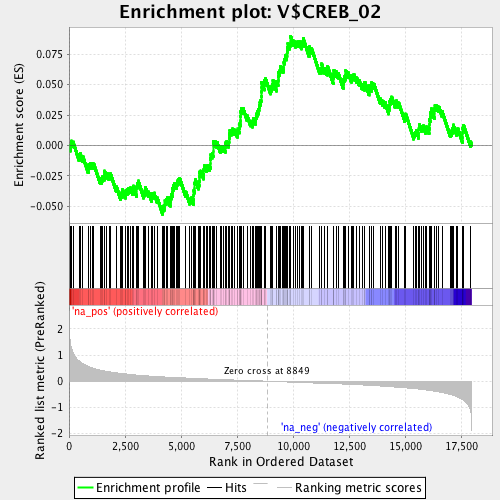 Enrichment plot: V$CREB_02
Enrichment score (ES)
0.075
0.050
0.025
0.000
-0.025
-0.050
'na_pos' (positively correlated)
Ranked list metric (PreRanked)
2
1
0
-1
-2
Zero cross at 8849
'na_neg' (negatively correlated)
0
2,500
5,000
7,500
10,000
12,500
15,000
17,500
Rank in Ordered Dataset
Enrichment profile
Hits
Ranking metric scores